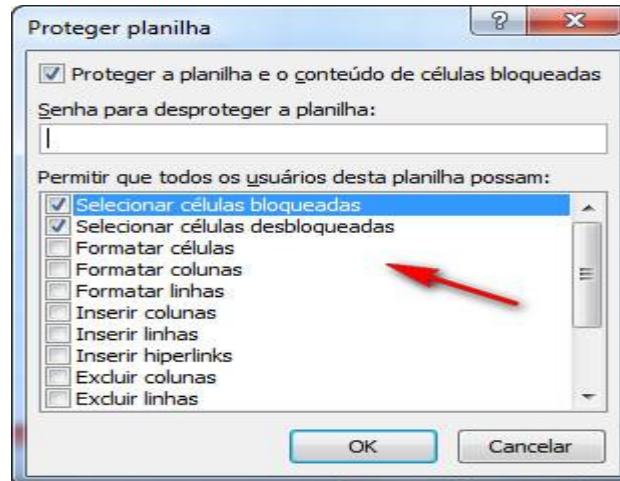 Proteger planilha
Proteger a planilha e o conteúdo de células bloqueadas
Senha para desproteger a planilha:
Permitir que todos os usuários desta planilha possam:
Selecionar células bloqueadas
Selecionar células desbloqueadas
Formatar células
Formatar colunas
Formatar linhas
Inserir colunas
Inserir linhas
Inserir hiperlinks
Excluir colunas
Excluir linhas
OK Cancelar